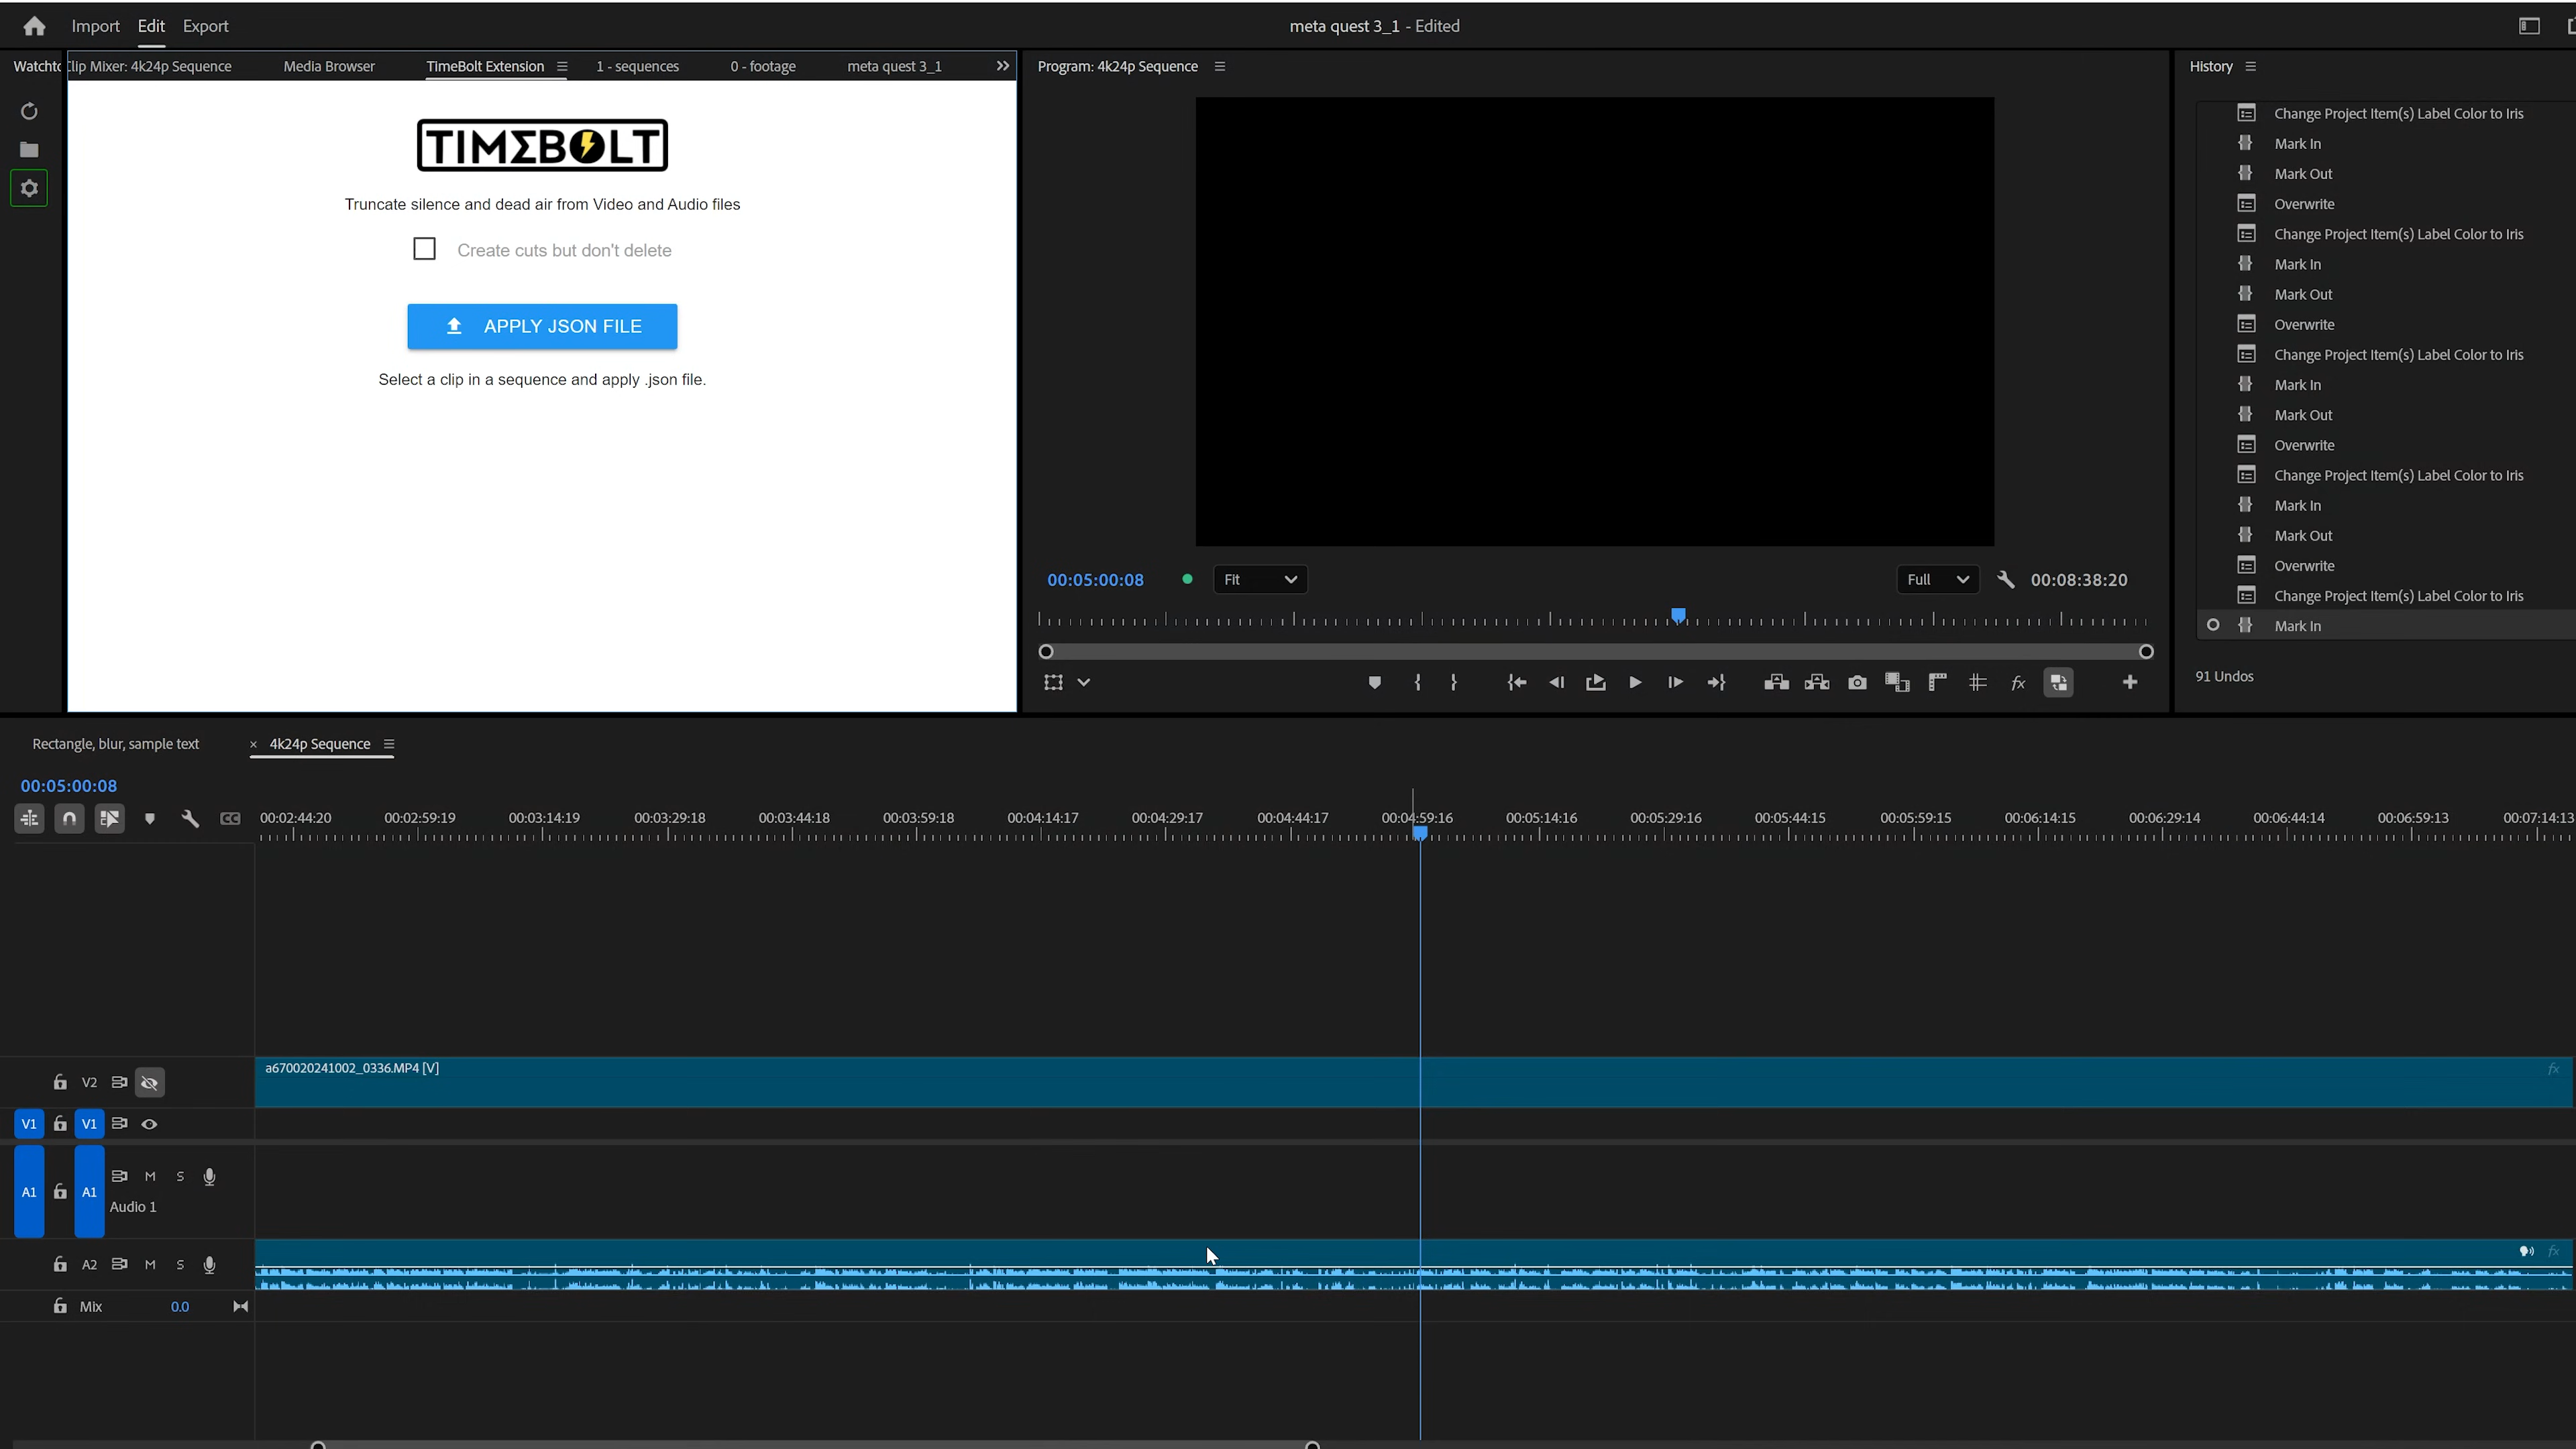 Import Edit Export
meta quest 3_1 - Edited
Clip Mixer: 4k24p Sequence
Media Browser
TimeBolt Extension
1 - sequences
0 - footage
meta quest 3_1
TIMΣBOLT
Truncate silence and dead air from Video and Audio files
Create cuts but don't delete
APPLY JSON FILE
Select a clip in a sequence and apply .json file.
Program: 4k24p Sequence
00:05:00:08
Fit
Full
00:08:38:20
fx
History
Change Project Item(s) Label Color to Iris
Mark In
Mark Out
Overwrite
Change Project Item(s) Label Color to Iris
Mark In
Mark Out
Overwrite
Change Project Item(s) Label Color to Iris
Mark In
Mark Out
Overwrite
Change Project Item(s) Label Color to Iris
Mark In
Mark Out
Overwrite
Change Project Item(s) Label Color to Iris
Mark In
91 Undos
Rectangle, blur, sample text
× 4k24p Sequence
00:05:00:08
CC
00:02:44:20 00:02:59:19 00:03:14:19 00:03:29:18 00:03:44:18 00:03:59:18 00:04:14:17 00:04:29:17 00:04:44:17 00:04:59:16 00:05:14:16 00:05:29:16 00:05:44:15 00:05:59:15 00:06:14:15 00:06:29:14 00:06:44:14 00:06:59:13 00:07:14:13
V2
a670020241002_0336.MP4 [V]
fx
V1 V1
A1 A1 M S
Audio 1
A2 M S
fx
Mix 0.0